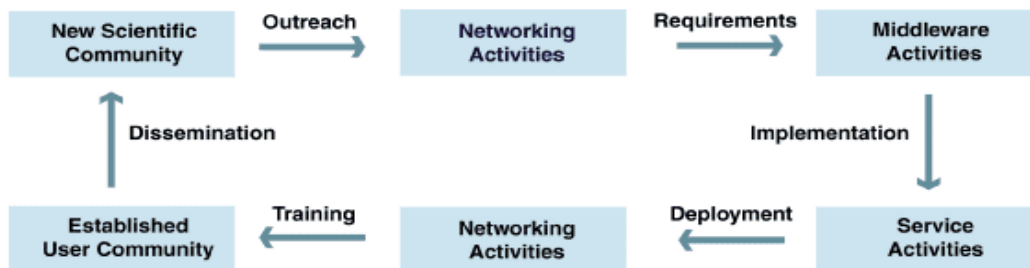 New Scientific
Community
Outreach
Networking
Activities
Requirements
Middleware
Activities
Dissemination
Implementation
Established
User Community
Training
Networking
Activities
Deployment
Service
Activities